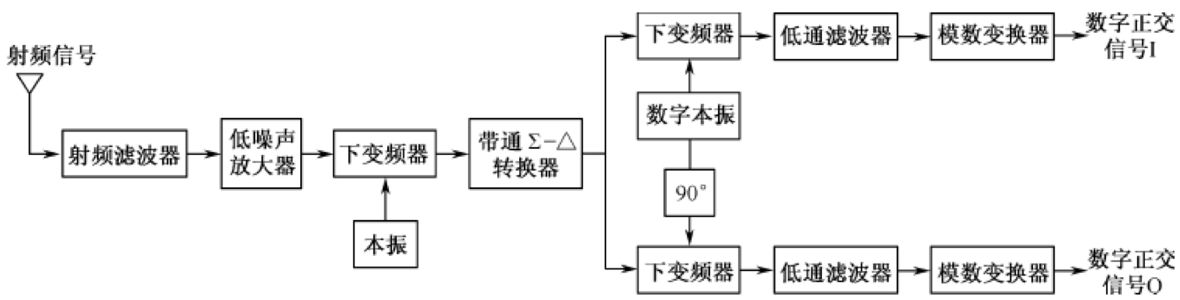 射频信号
射频滤波器
低噪声
放大器
下变频器
本振
带通 Σ-△
转换器
下变频器
低通滤波器
模数变换器
数字正交
信号I
数字本振
90°
下变频器
低通滤波器
模数变换器
数字正交
信号Q